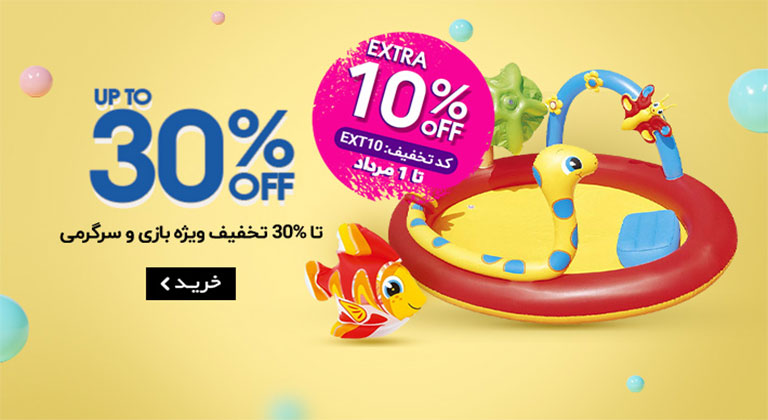 UP TO
30% OFF
تا 30% تخفیف ویژه بازی و سرگرمی
خرید
EXTRA
10% OFF
کد تخفیف: EXT10
تا 1 مرداد